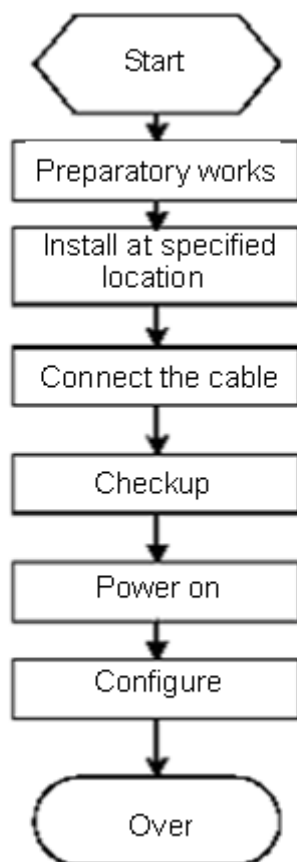 Start
Preparatory works
Install at specified
location
Connect the cable
Checkup
Power on
Configure
Over